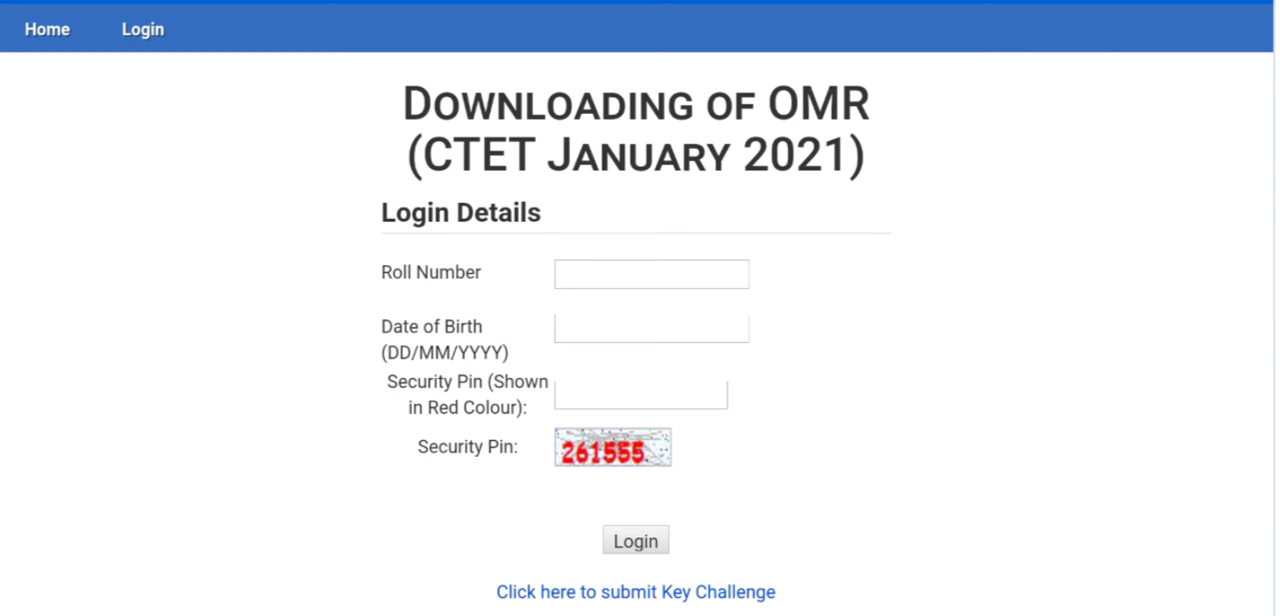 Home Login
Downloading of OMR
(CTET January 2021)
Login Details
Roll Number
Date of Birth
(DD/MM/YYYY)
Security Pin (Shown
in Red Colour):
Security Pin: 261555
Login
Click here to submit Key Challenge